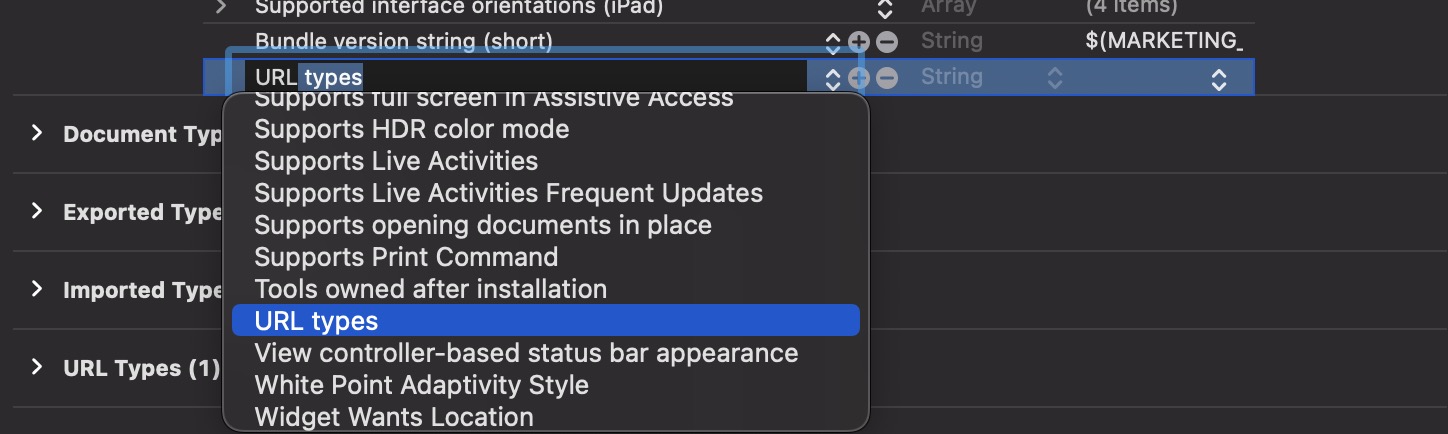 Supported interface orientations (iPad) Array (4 items)
Bundle version string (short) String $(MARKETING_
URL types String
Supports full screen in Assistive Access
Document Typ
Supports HDR color mode
Supports Live Activities
Supports Live Activities Frequent Updates
Exported Type
Supports opening documents in place
Supports Print Command
Imported Type
Tools owned after installation
URL types
View controller-based status bar appearance
URL Types (1)
White Point Adaptivity Style
Widget Wants Location